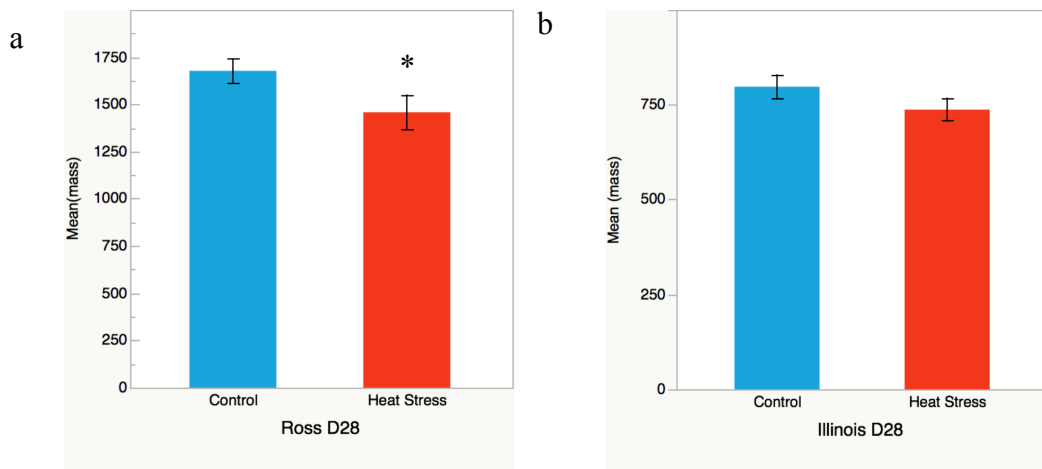 a
Mean(mass)
1750
1500
1250
1000
750
500
250
0
*
Control
Heat Stress
Ross D28
b
Mean (mass)
750
500
250
0
Control
Heat Stress
Illinois D28